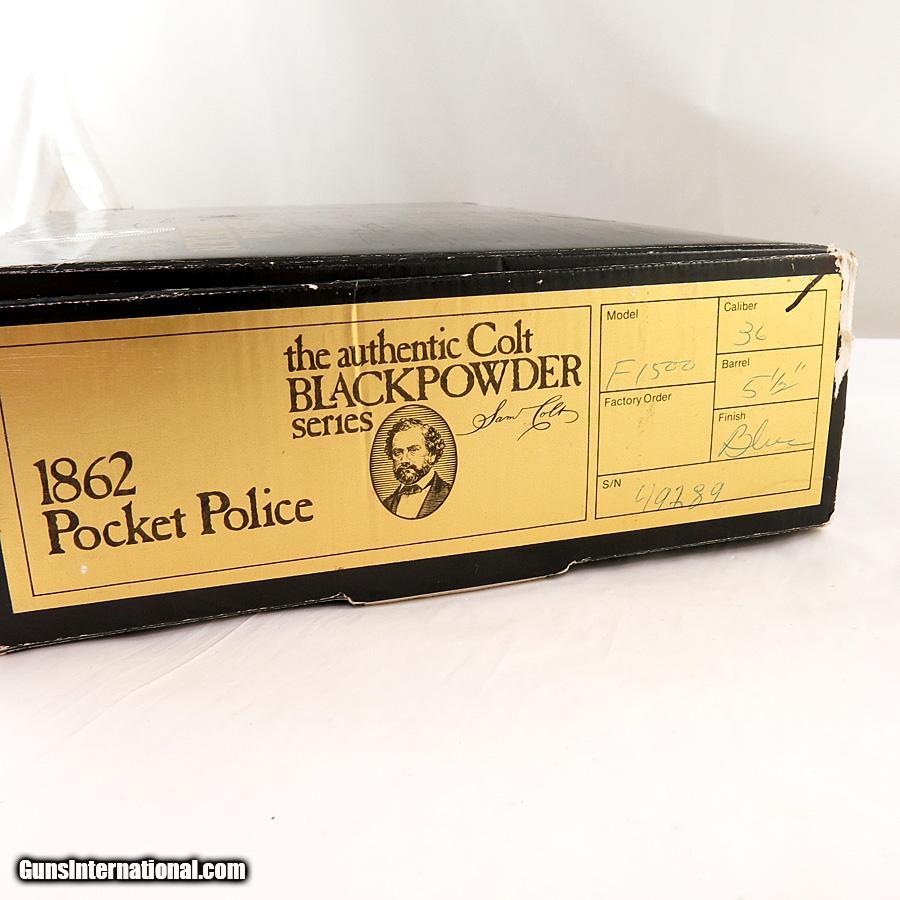 the authentic Colt
BLACKPOWDER
series
Sam Colt
1862
Pocket Police
Model
F1500
Factory Order
S/N
49289
Caliber
36
Barrel
5 1/2"
Finish
Blue
GunsInternational.com